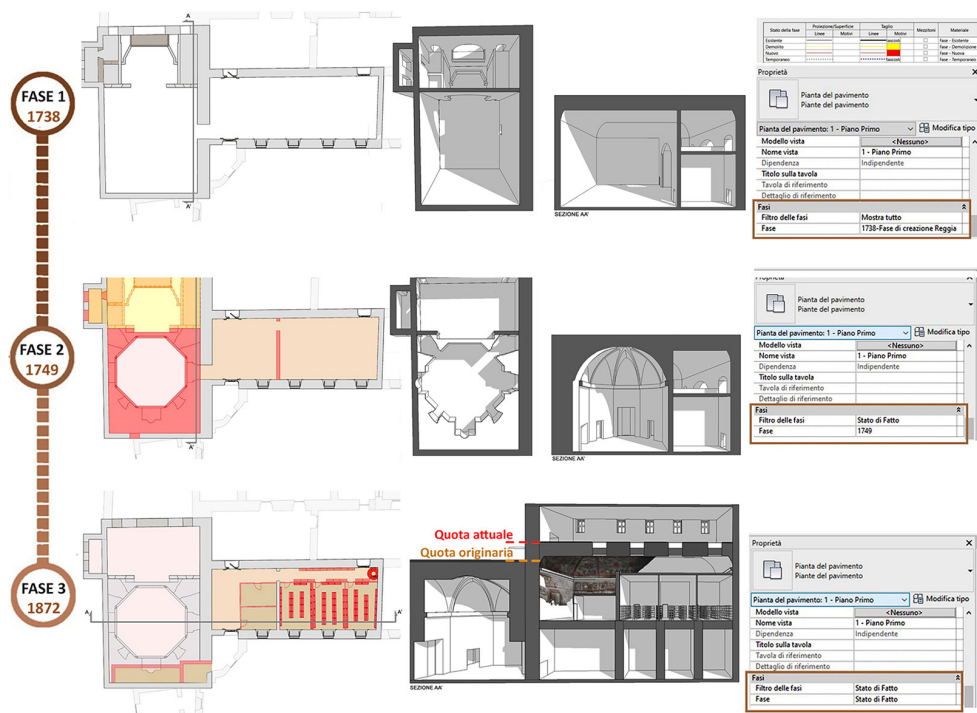 FASE 1
1738
A'
A'
SEZIONE AA'
Stato della fase
Proiezione/Superficie
Taglio
Mezzitoni
Materiale
Linee
Motivi
Linee
Motivi
Esistente
Fase - Esistente
Demolito
Fase - Demolizione
Nuovo
Fase - Nuova
Temporaneo
Fase - Temporaneo
Proprietà
Pianta del pavimento
Piante del pavimento
Pianta del pavimento: 1 - Piano Primo
Modifica tipo
Modello vista <Nessuno>
Nome vista 1 - Piano Primo
Dipendenza Indipendente
Titolo sulla tavola
Tavola di riferimento
Dettaglio di riferimento
Fasi
Filtro delle fasi Mostra tutto
Fase 1738-Fase di creazione Reggia
FASE 2
1749
A'
SEZIONE AA'
Proprietà
Pianta del pavimento
Piante del pavimento
Pianta del pavimento: 1 - Piano Primo
Modifica tipo
Modello vista <Nessuno>
Nome vista 1 - Piano Primo
Dipendenza Indipendente
Titolo sulla tavola
Tavola di riferimento
Dettaglio di riferimento
Fasi
Filtro delle fasi Stato di Fatto
Fase 1749
FASE 3
1872
A
A'
Quota attuale
Quota originaria
SEZIONE AA'
Proprietà
Pianta del pavimento
Piante del pavimento
Pianta del pavimento: 1 - Piano Primo
Modifica tipo
Modello vista <Nessuno>
Nome vista 1 - Piano Primo
Dipendenza Indipendente
Titolo sulla tavola
Tavola di riferimento
Dettaglio di riferimento
Fasi
Filtro delle fasi Stato di Fatto
Fase Stato di Fatto